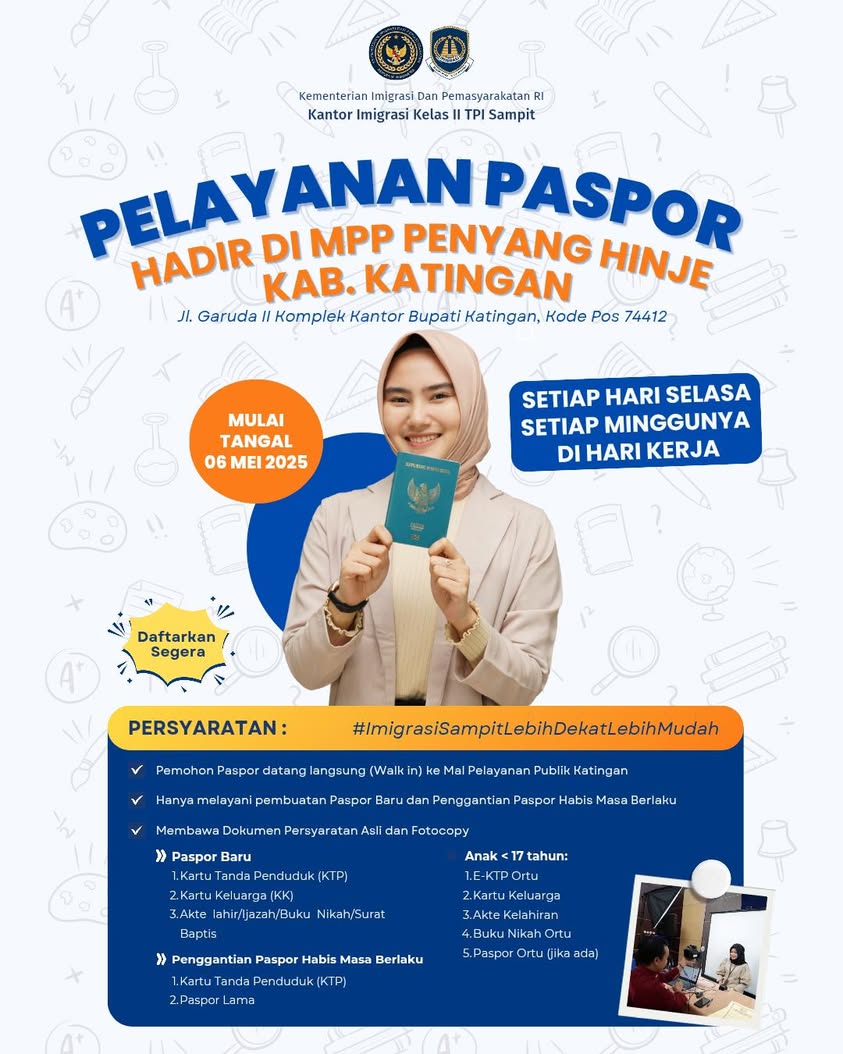 Kementerian Imigrasi Dan Pemasyarakatan RI
Kantor Imigrasi Kelas II TPI Sampit
PELAYANAN PASPOR
HADIR DI MPP PENYANG HINJE
KAB. KATINGAN
Jl. Garuda II Komplek Kantor Bupati Katingan, Kode Pos 74412
MULAI
TANGAL
06 MEI 2025
SETIAP HARI SELASA
SETIAP MINGGUNYA
DI HARI KERJA
Daftarkan
Segera
PERSYARATAN :
#ImigrasiSampitLebihDekatLebihMudah
Pemohon Paspor datang langsung (Walk in) ke Mal Pelayanan Publik Katingan
Hanya melayani pembuatan Paspor Baru dan Penggantian Paspor Habis Masa Berlaku
Membawa Dokumen Persyaratan Asli dan Fotocopy
Paspor Baru
1.Kartu Tanda Penduduk (KTP)
2.Kartu Keluarga (KK)
3.Akte lahir/Ijazah/Buku Nikah/Surat
Baptis
Penggantian Paspor Habis Masa Berlaku
1.Kartu Tanda Penduduk (KTP)
2.Paspor Lama
Anak < 17 tahun:
1.E-KTP Ortu
2.Kartu Keluarga
3.Akte Kelahiran
4.Buku Nikah Ortu
5.Paspor Ortu (jika ada)